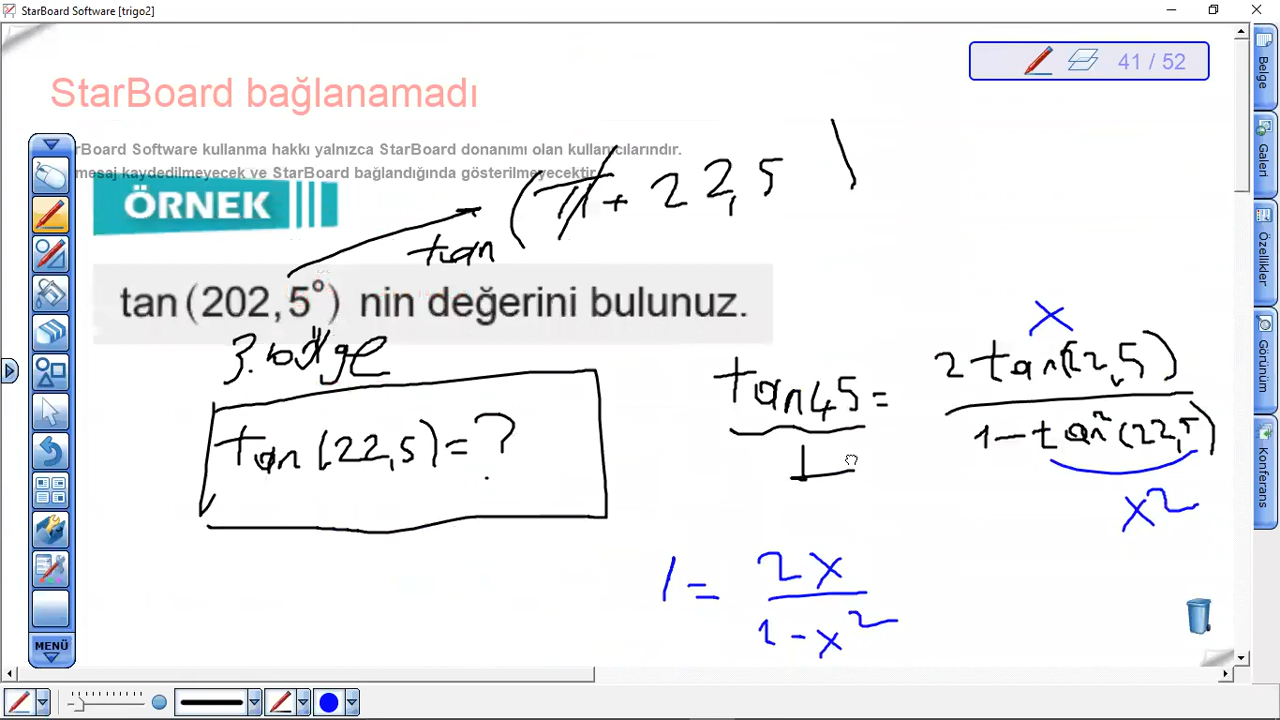 StarBoard Software [trigo2]
41 / 52
StarBoard bağlanamadı
rBoard Software kullanma hakkı yalnızca StarBoard donanımı olan kullanıcılarındır.
mesaj kaydedilmeyecek ve StarBoard bağlandığında gösterilmeyecektir.
ÖRNEK
tan (π + 22,5)
tan(202,5°) nin değerini bulunuz.
3. bölge
tan(22,5) = ?
tan45 = 2 tan(22,5) / 1 - tan²(22,5)
1
x
x²
1 = 2x / 1 - x²
MENÜ
Belge
Galeri
Özellikler
Görünüm
Konferans